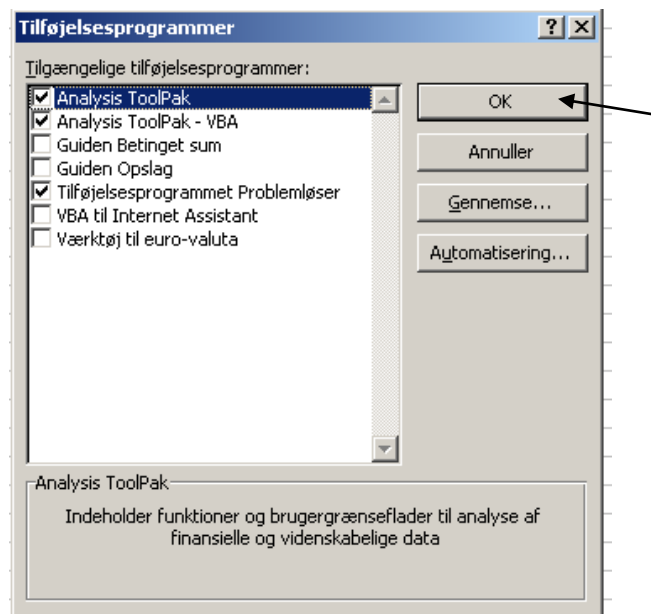 Tilføjelsesprogrammer
Tilgængelige tilføjelsesprogrammer:
Analysis ToolPak
Analysis ToolPak - VBA
Guiden Betinget sum
Guiden Opslag
Tilføjelsesprogrammet Problemløser
VBA til Internet Assistant
Værktøj til euro-valuta
OK
Annuller
Gennemse...
Automatisering...
Analysis ToolPak
Indeholder funktioner og brugergrænseflader til analyse af
finansielle og videnskabelige data